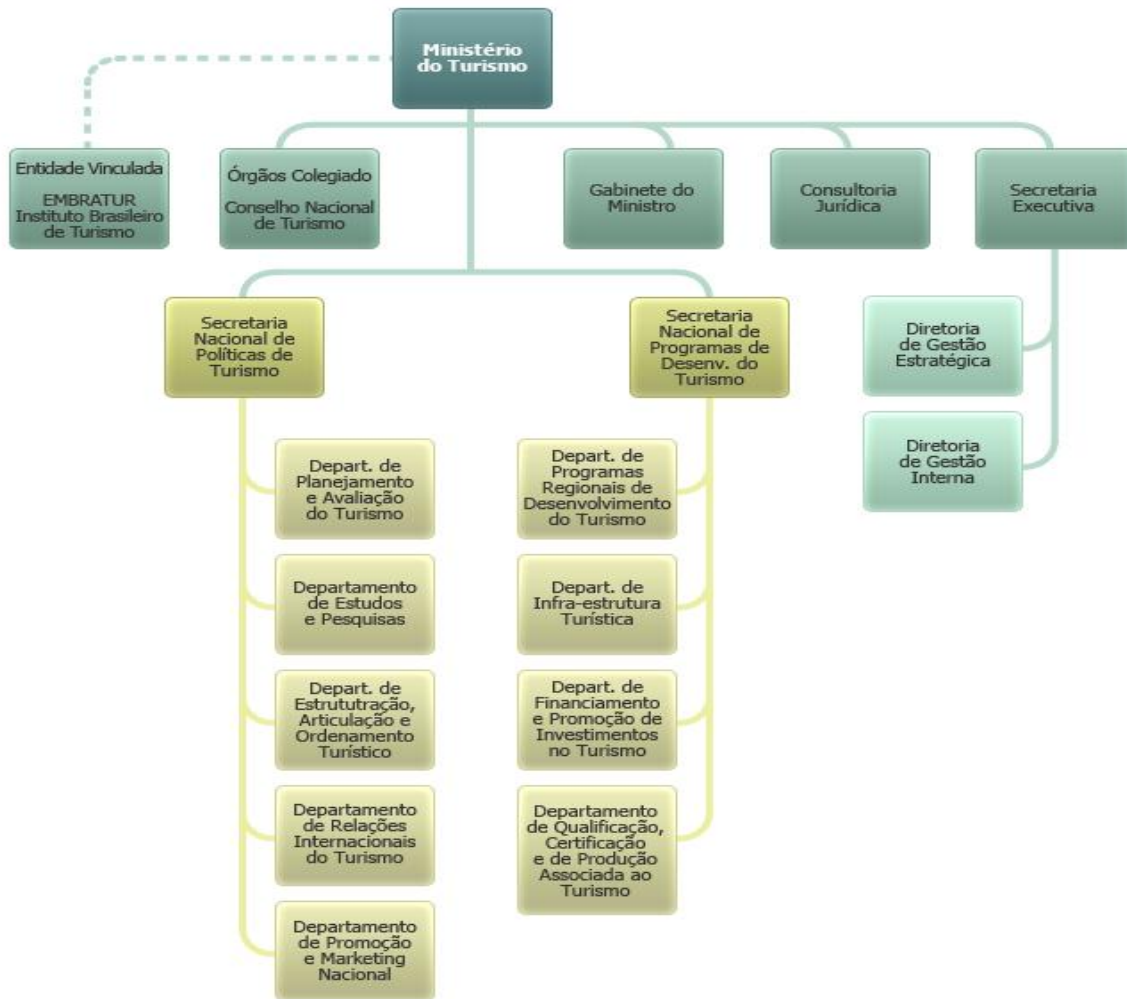 Ministério
do Turismo
Entidade Vinculada
EMBRATUR
Instituto Brasileiro
de Turismo
Órgãos Colegiado
Conselho Nacional
de Turismo
Gabinete do
Ministro
Consultoria
Jurídica
Secretaria
Executiva
Secretaria
Nacional de
Políticas de
Turismo
Secretaria
Nacional de
Programas de
Desenv. do
Turismo
Diretoria
de Gestão
Estratégica
Diretoria
de Gestão
Interna
Depart. de
Planejamento
e Avaliação
do Turismo
Departamento
de Estudos
e Pesquisas
Depart. de
Estrututração,
Articulação e
Ordenamento
Turístico
Departamento
de Relações
Internacionais
do Turismo
Departamento
de Promoção
e Marketing
Nacional
Depart. de
Programas
Regionais de
Desenvolvimento
do Turismo
Depart. de
Infra-estrutura
Turística
Depart. de
Financiamento
e Promoção de
Investimentos
no Turismo
Departamento
de Qualificação,
Certificação
e de Produção
Associada ao
Turismo